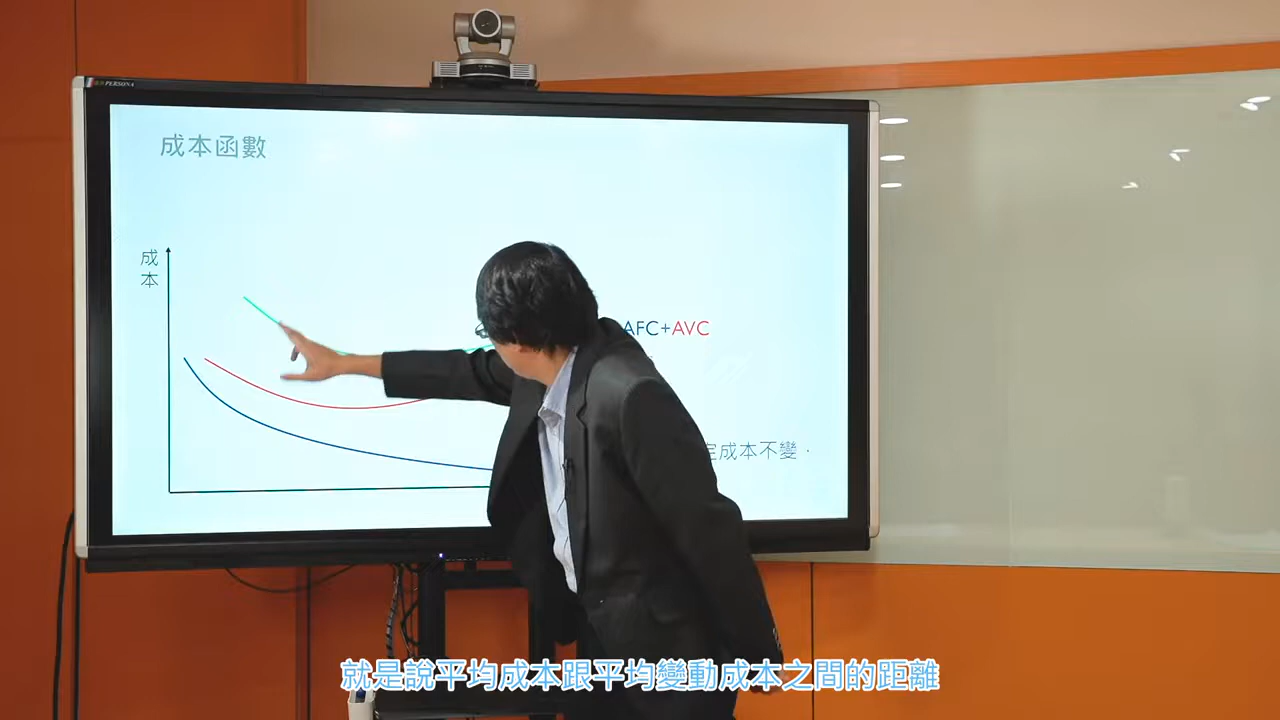 PERSONA
成本函數
成
本
AFC+AVC
定成本不變，
就是說平均成本跟平均變動成本之間的距離